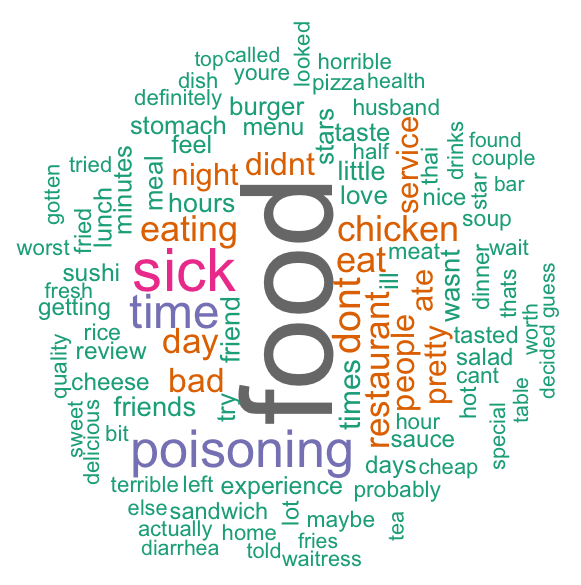 looked
top
called
horrible
youre
dish
pizza
health
definitely
burger
husband
stomach
menu
stars
taste
service
drinks
found
feel
half
thai
couple
tried
minutes
meal
night
didnt
little
star
bar
gotten
lunch
hours
love
nice
soup
fried
eating
food
chicken
worst
sick
eat
meat
wasnt
dinner
wait
sushi
ill
ate
thats
guess
fresh
time
dont
getting
friend
restaurant
people
pretty
tasted
worth
decided
rice
day
review
salad
quality
cheese
bad
cant
hot
table
friends
try
times
hour
special
sweet
delicious
bit
poisoning
sauce
days
cheap
terrible
left
experience
probably
else
sandwich
lot
maybe
tea
actually
home
fries
diarrhea
told
waitress